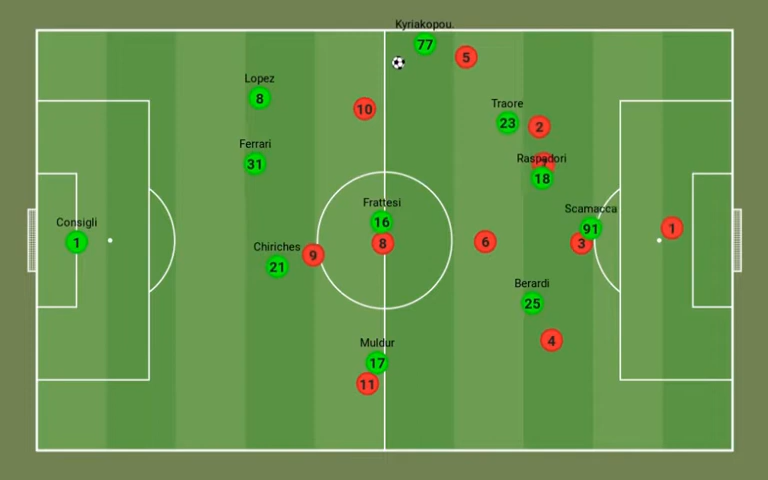 Kyriakopou.
77
5
Lopez
8
10
Traore
23
2
Ferrari
31
Raspadori
18
Consigli
1
Frattesi
16
8
Scamacca
91
3
1
Chiriches
21
9
6
Berardi
25
4
Muldur
17
11